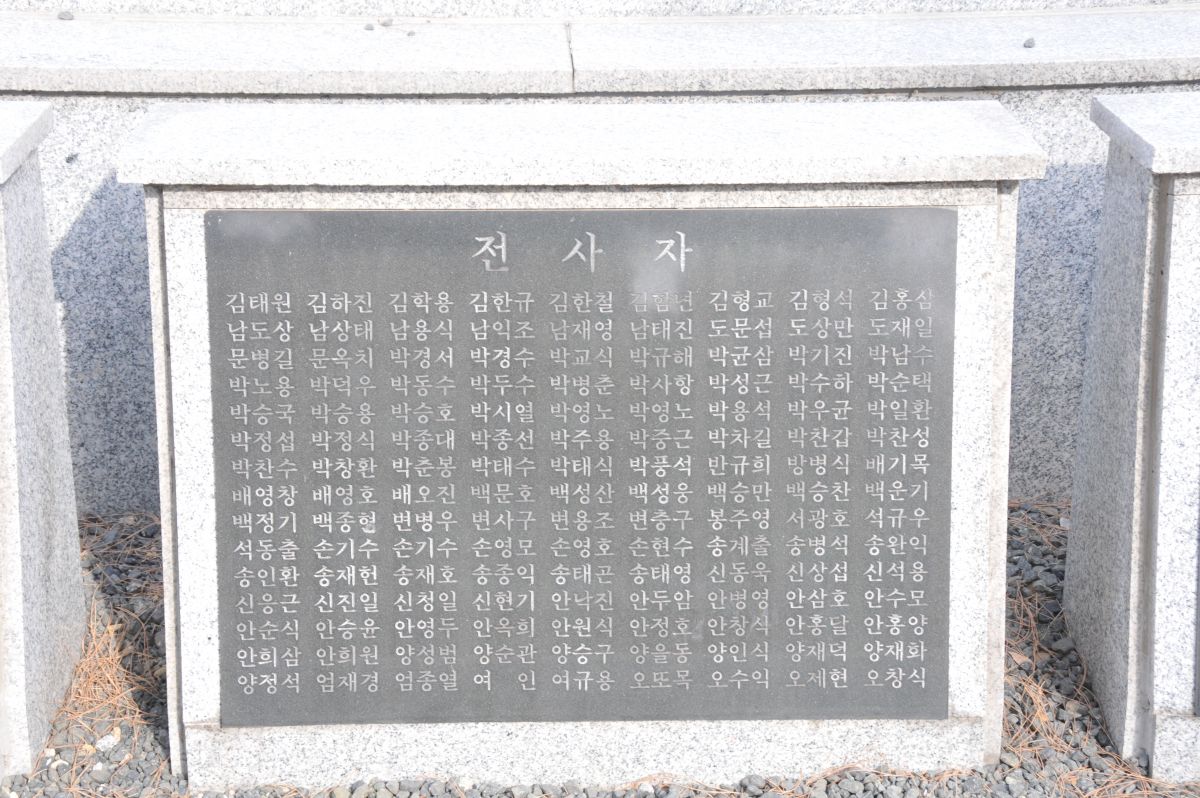 전 사 자
김태원 김하진 김학용 김한규 김한철 김함변 김형교 김형식 김홍삼
남도상 남상태 남용식 남익조 남재영 남태진 도문섭 도상만 도재일
문병길 문옥치 박경서 박경수 박교식 박규해 박균삼 박기진 박남수
박노용 박덕우 박동수 박두수 박병춘 박사항 박성근 박수하 박순택
박승국 박승용 박승호 박시열 박영노 박영노 박용석 박우균 박일환
박정섭 박정식 박종대 박종선 박주용 박증근 박차길 박찬갑 박찬성
박찬수 박창환 박춘봉 박태수 박태식 박풍석 반규희 방병식 배기목
배영창 배영호 배오진 백문호 백성산 백성웅 백승만 백승찬 백운기
백정기 백종현 변병우 변사구 변용조 변충구 봉주영 서광호 석규우
석동출 손기수 손기수 손영모 손영호 손현수 송계출 송병석 송완익
송인환 송재헌 송재호 송종익 송태곤 송태영 신동욱 신상섭 신석용
신응근 신진일 신청일 신현기 안낙진 안두암 안병영 안삼호 안수모
안순식 안승윤 안영두 안옥희 안원식 안정호 안창식 안홍달 안홍양
안희삼 안희원 양성범 양순관 양승구 양을동 양인식 양재덕 양재화
양정석 엄재경 엄종열 여 인 여규용 오또목 오수익 오제현 오창식